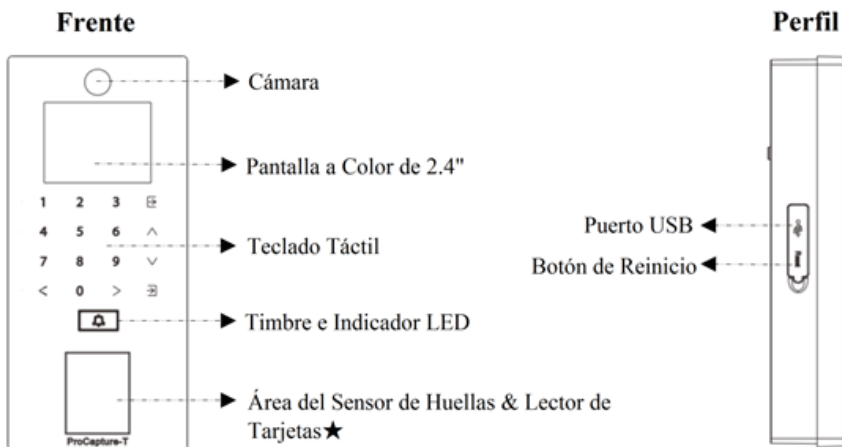 Frente
Perfil
Cámara
Pantalla a Color de 2.4"
1 2 3
4 5 6
7 8 9
< 0 >
Teclado Táctil
Timbre e Indicador LED
Área del Sensor de Huellas & Lector de
Tarjetas★
ProCapture-T
Puerto USB
Botón de Reinicio
Reset